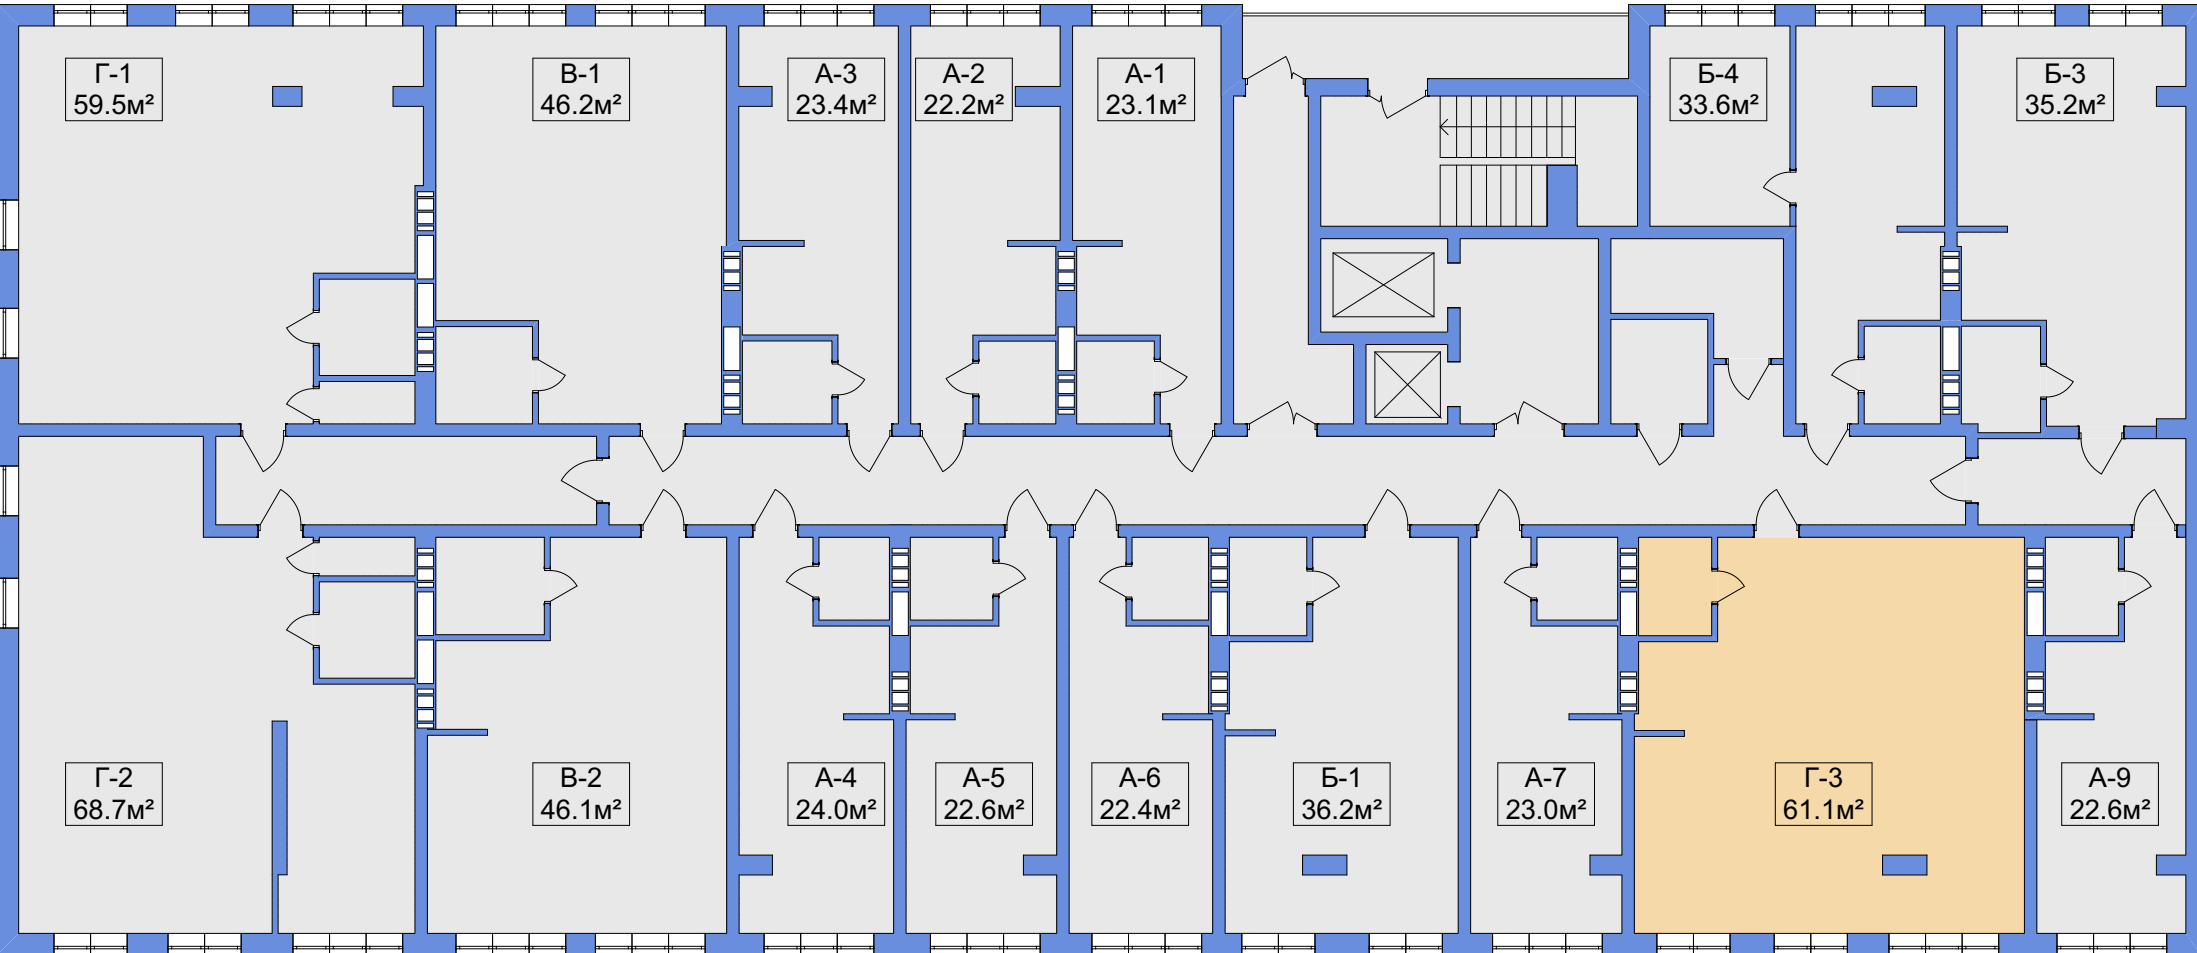 Г-1
59.5м²
В-1
46.2м²
А-3
23.4м²
А-2
22.2м²
А-1
23.1м²
Б-4
33.6м²
Б-3
35.2м²
Г-2
68.7м²
В-2
46.1м²
А-4
24.0м²
А-5
22.6м²
А-6
22.4м²
Б-1
36.2м²
А-7
23.0м²
Г-3
61.1м²
А-9
22.6м²